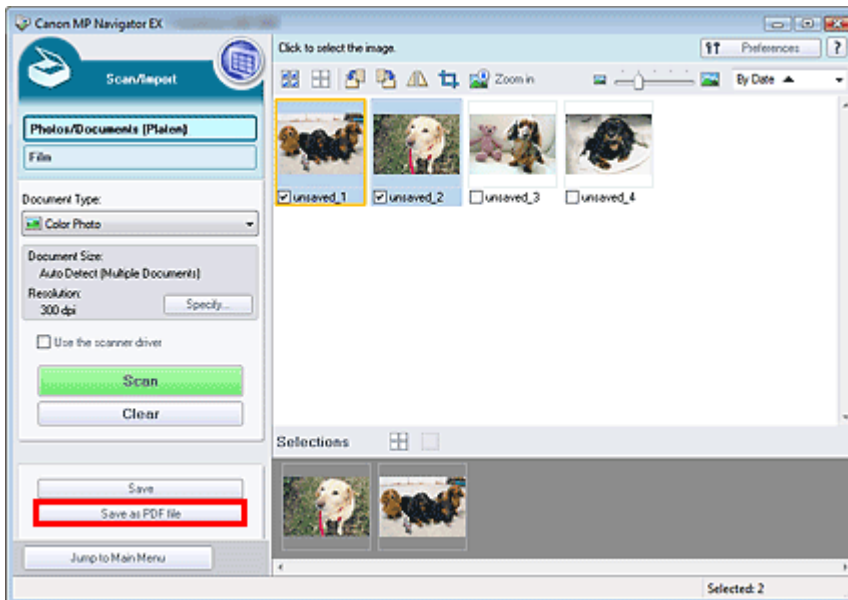 Canon MP Navigator EX
Scan/Import
Photos/Documents (Platen)
Film
Document Type:
Color Photo
Document Size:
Auto Detect (Multiple Documents)
Resolution:
300 dpi
Specify...
Use the scanner driver
Scan
Clear
Save
Save as PDF file
Jump to Main Menu
Click to select the image.
Preferences
?
Zoom in
By Date
unsaved_1
unsaved_2
unsaved_3
unsaved_4
Selections
Selected: 2